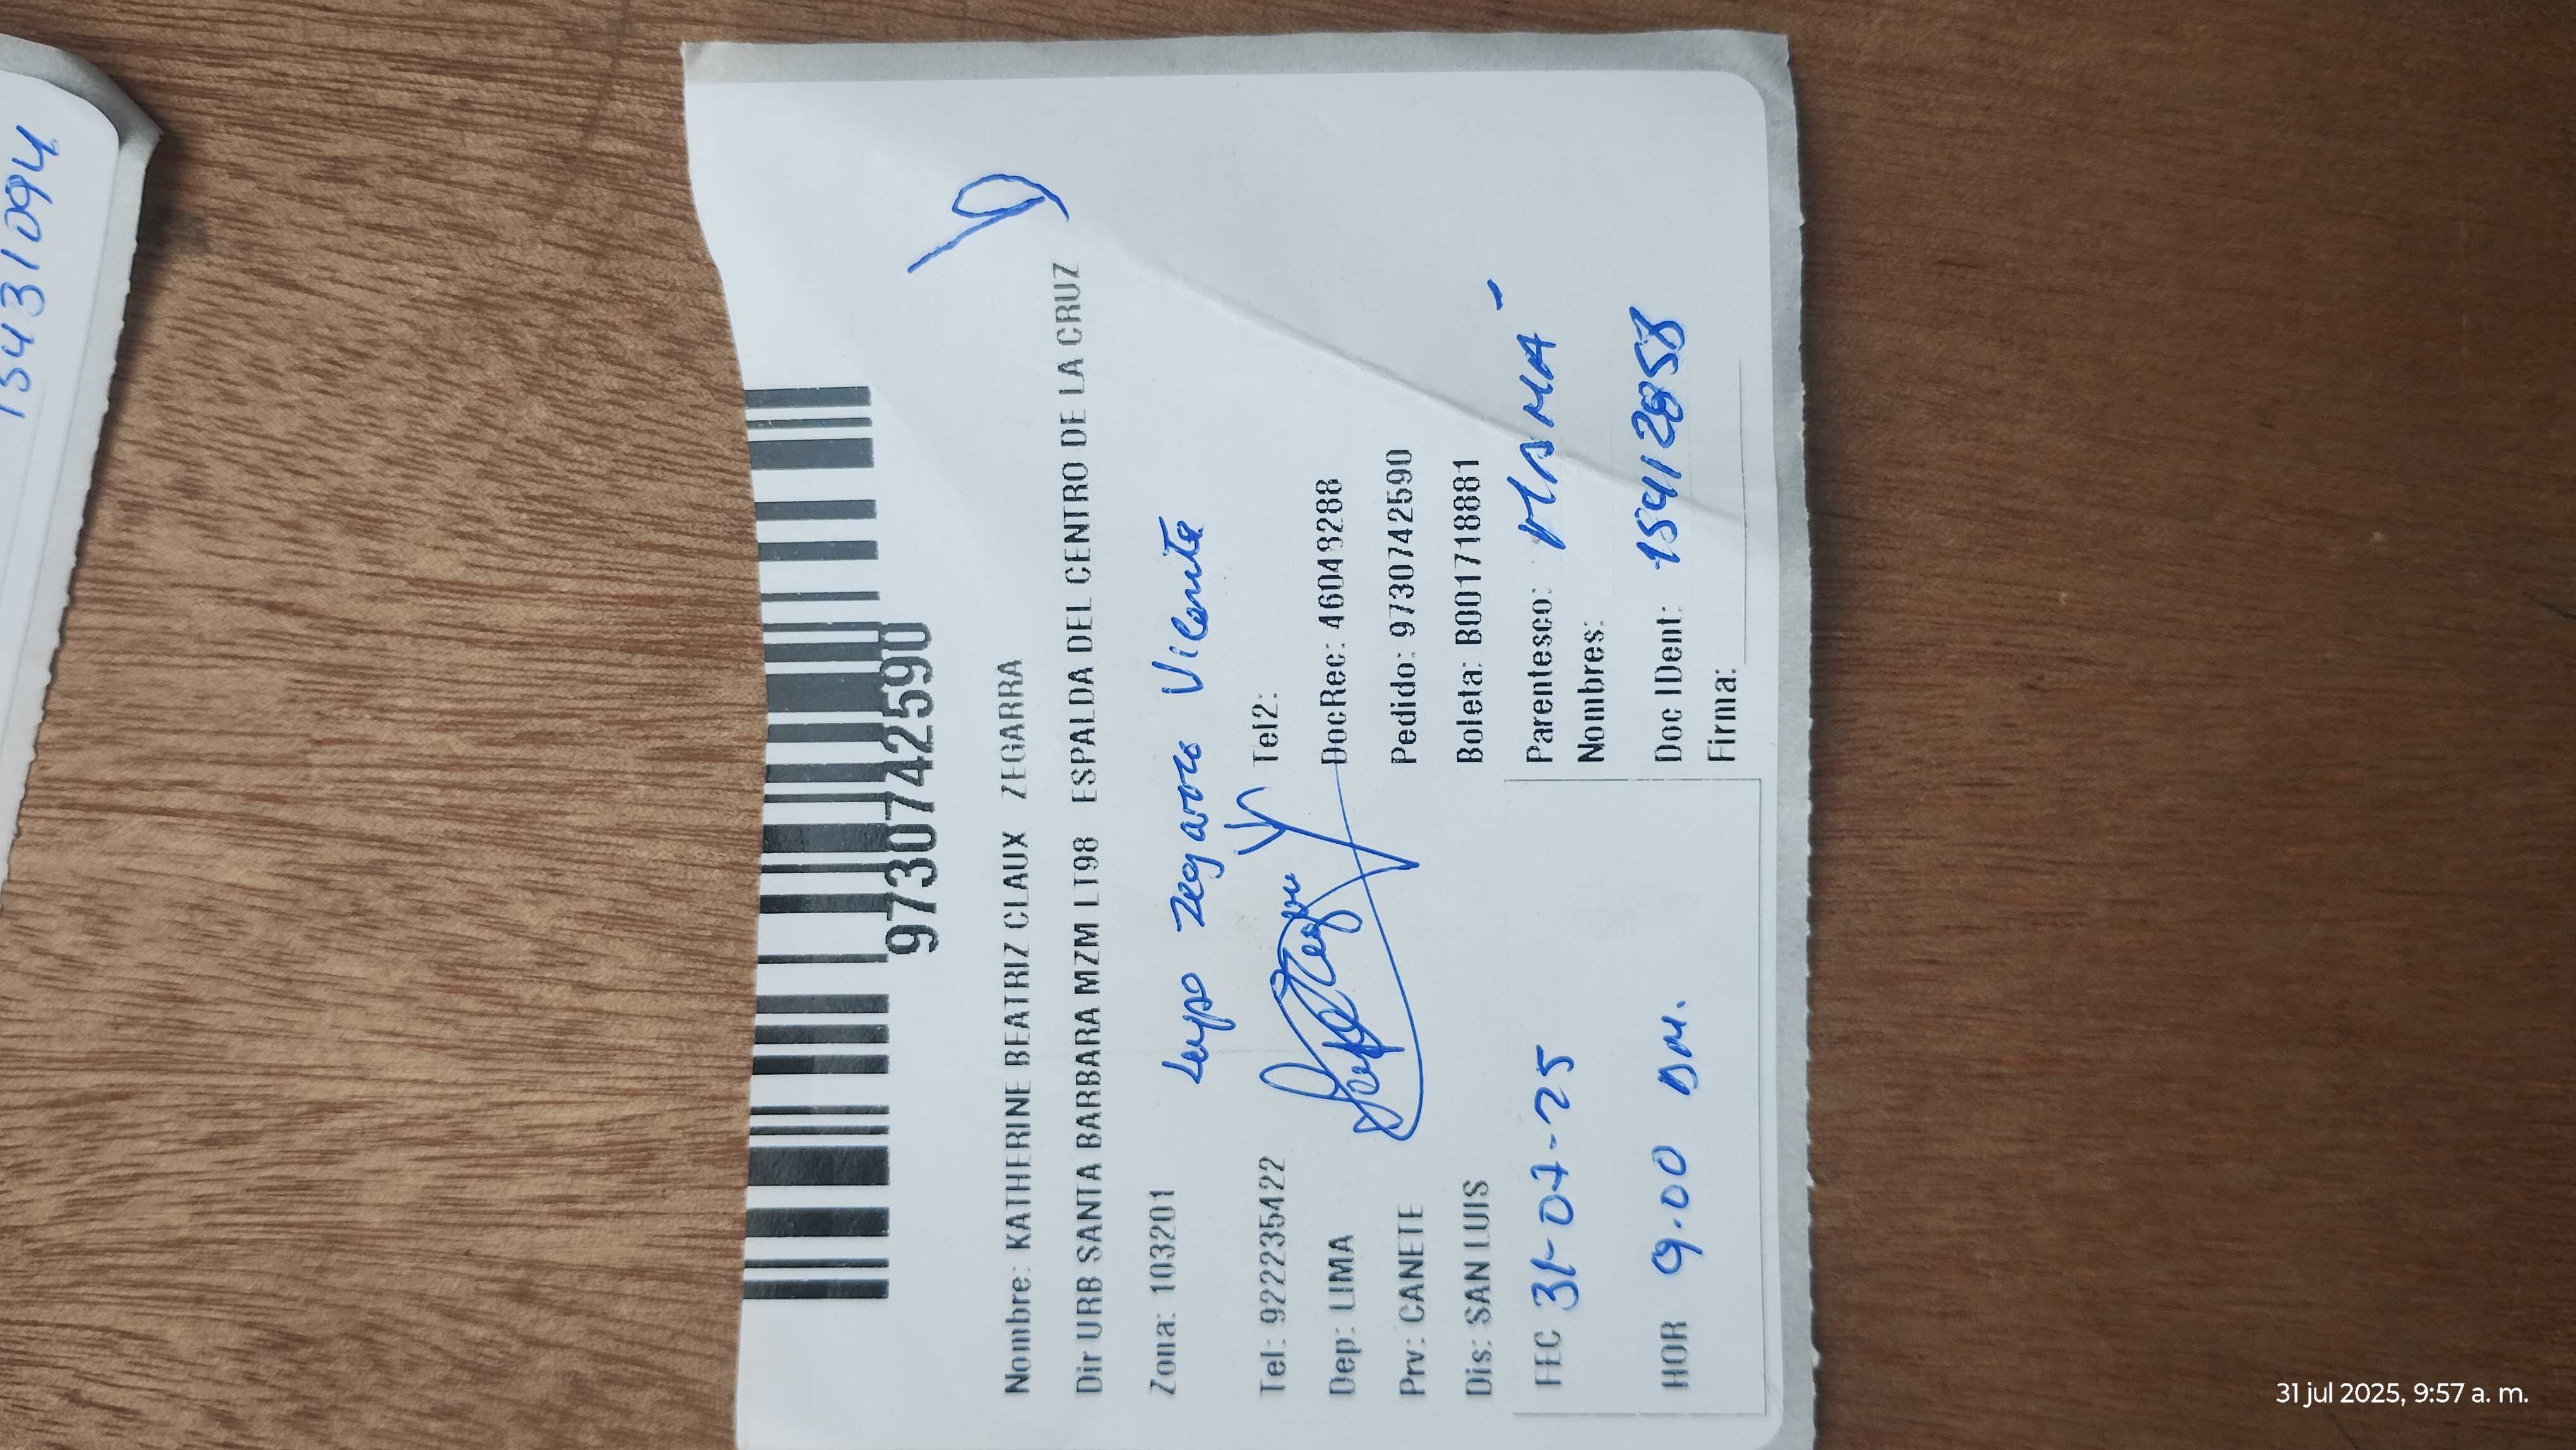 15431094
9730742590
Nombre: KATHERINE BEATRIZ CLAUX ZEGARRA
Dir URB SANTA BARBARA MZM LT98 ESPALDA DEL CENTRO DE LA CRUZ
Zona: 103201
Zegarra Vicente
Tel: 922235422 Tel2:
Dep: LIMA DocRec: 46048288
Prv: CANETE Pedido: 9730742590
Dis: SAN LUIS Boleta: B001718881
FEC 31-07-25 Parentesco: MAMA
Nombres:
HOR 9.00 am. Doc IDent: 15412858
Firma:
31 jul 2025, 9:57 a. m.